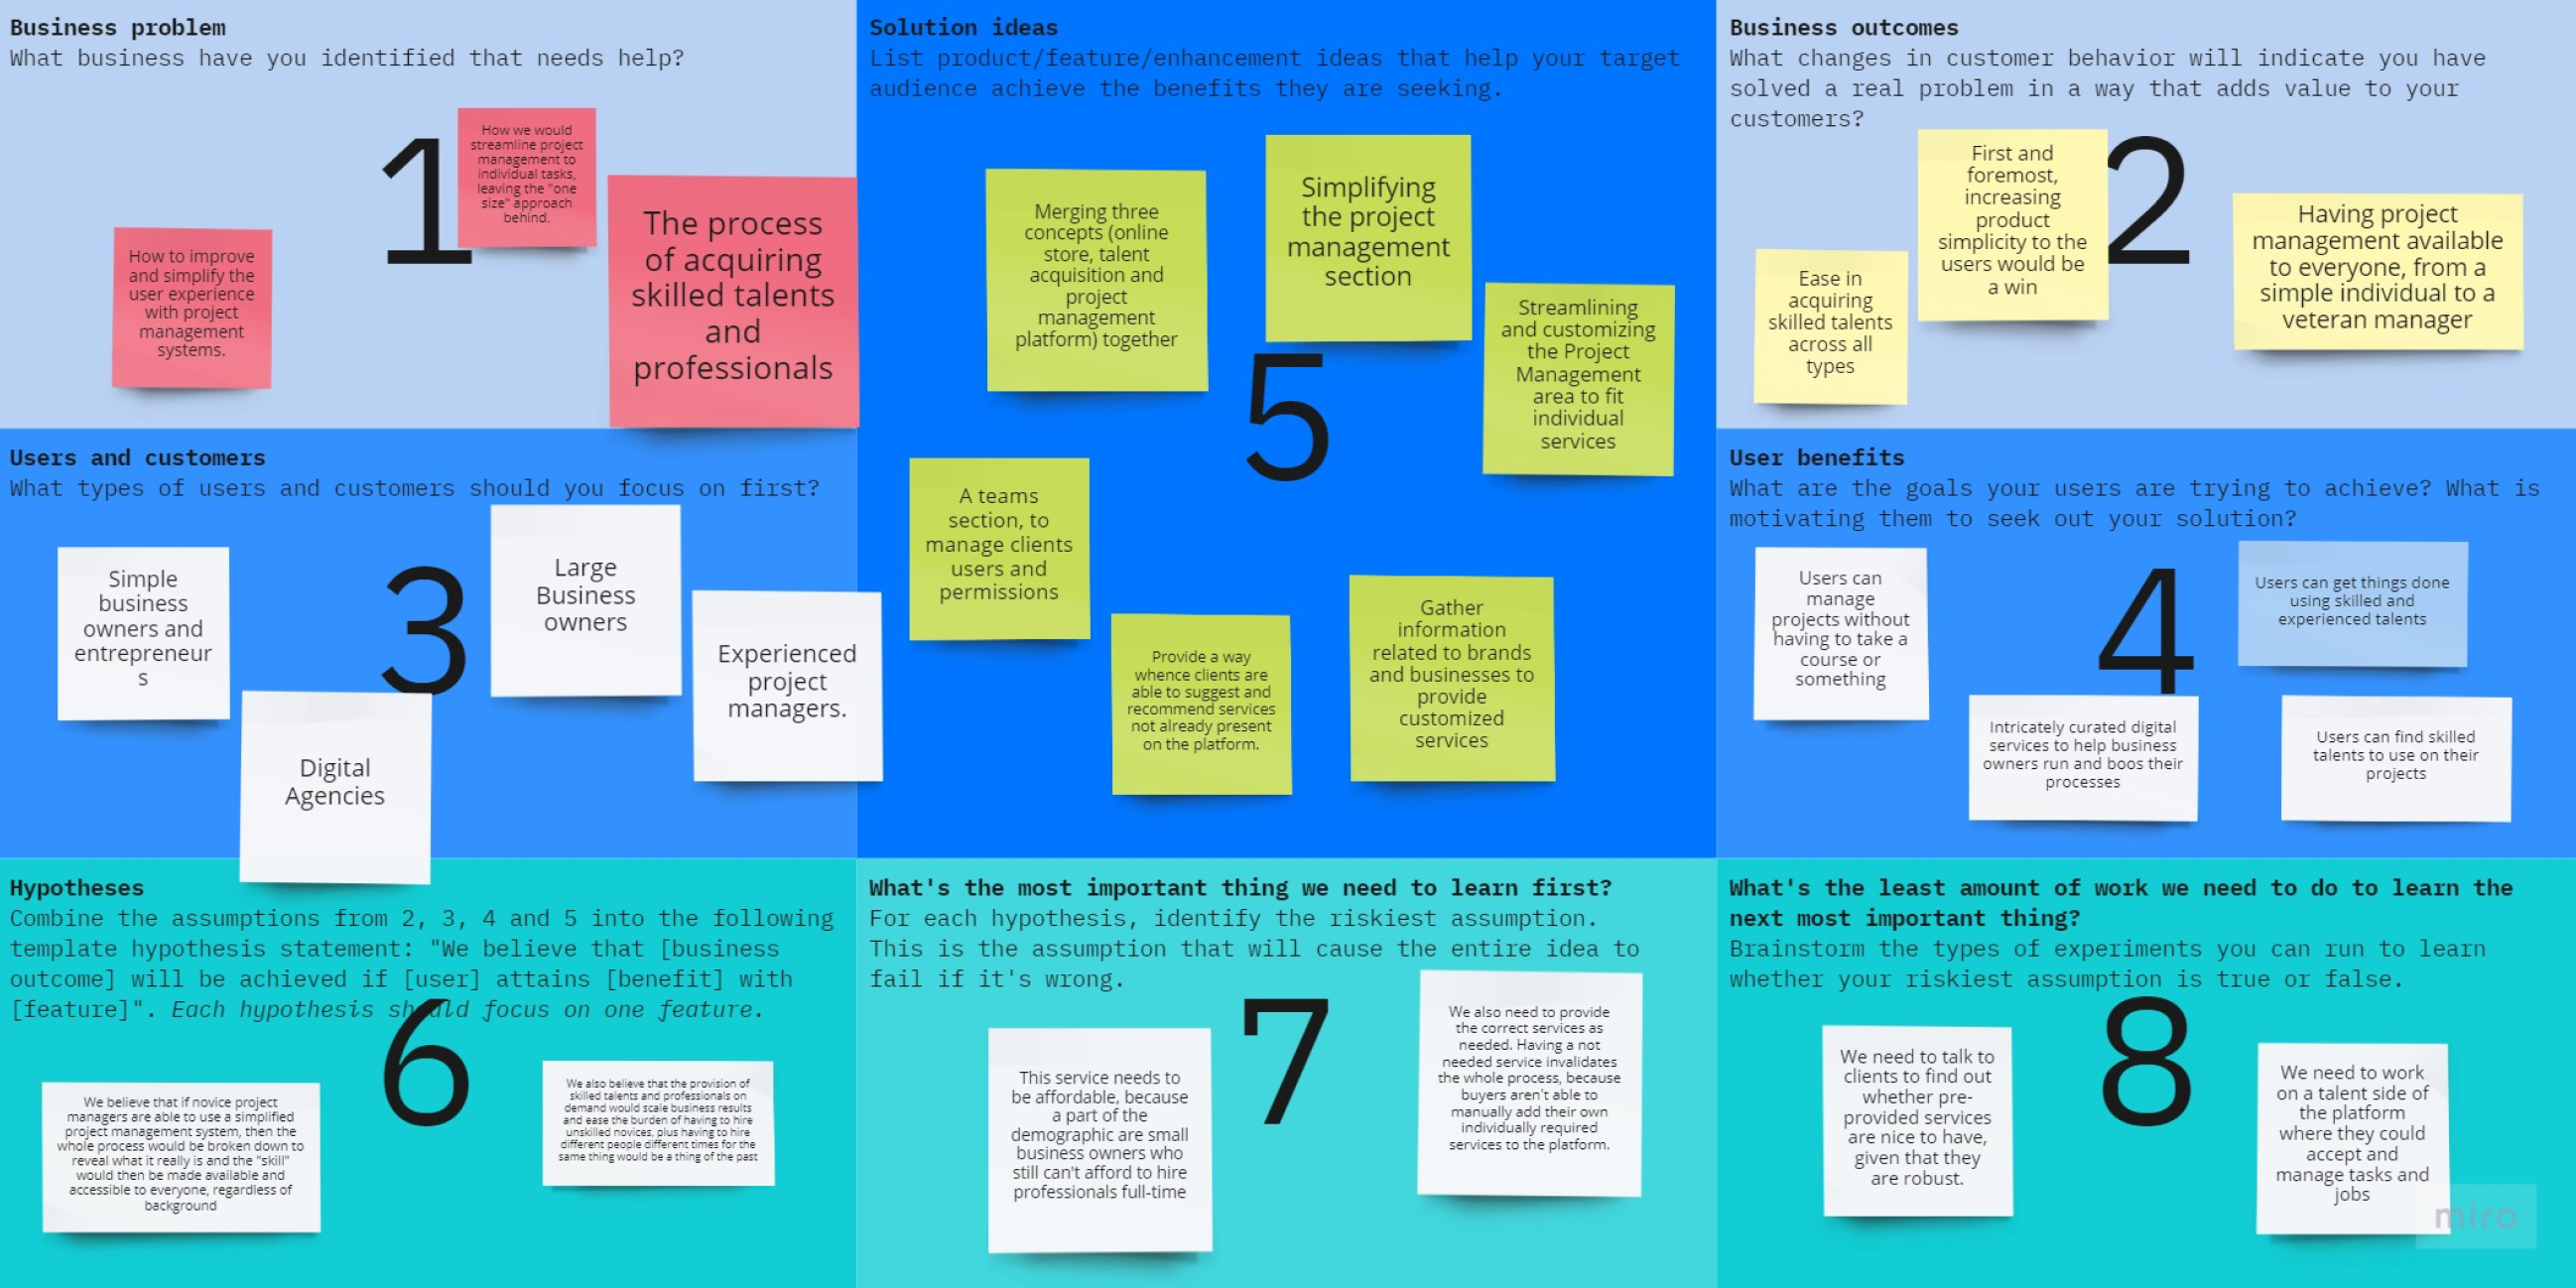 Business problem
What business have you identified that needs help?
1
How to improve
and simplify the
user experience
with project
management
systems.
How we would
streamline project
management to
individual tasks,
leaving the "one
size" approach
behind.
The process
of acquiring
skilled talents
and
professionals
Solution ideas
List product/feature/enhancement ideas that help your target
audience achieve the benefits they are seeking.
5
Merging three
concepts (online
store, talent
acquisition and
project
management
platform) together
Simplifying
the project
management
section
Streamlining
and customizing
the Project
Management
area to fit
individual
services
A teams
section, to
manage clients
users and
permissions
Provide a way
whence clients are
able to suggest and
recommend services
not already present
on the platform.
Gather
information
related to brands
and businesses to
provide
customized
services
Business outcomes
What changes in customer behavior will indicate you have
solved a real problem in a way that adds value to your
customers?
2
Ease in
acquiring
skilled talents
across all
types
First and
foremost,
increasing
product
simplicity to the
users would be
a win
Having project
management available
to everyone, from a
simple individual to a
veteran manager
Users and customers
What types of users and customers should you focus on first?
3
Simple
business
owners and
entrepreneur
s
Digital
Agencies
Large
Business
owners
Experienced
project
managers.
User benefits
What are the goals your users are trying to achieve? What is
motivating them to seek out your solution?
4
Users can
manage
projects without
having to take a
course or
something
Users can get things done
using skilled and
experienced talents
Intricately curated digital
services to help business
owners run and boos their
processes
Users can find skilled
talents to use on their
projects
Hypotheses
Combine the assumptions from 2, 3, 4 and 5 into the following
template hypothesis statement: "We believe that [business
outcome] will be achieved if [user] attains [benefit] with
[feature]". Each hypothesis should focus on one feature.
6
We believe that if novice project
managers are able to use a simplified
project management system, then the
whole process would be broken down to
reveal what it really is and the "skill"
would then be made available and
accessible to everyone, regardless of
background
We also believe that the provision of
skilled talents and professionals on
demand would scale business results
and ease the burden of having to hire
unskilled novices, plus having to hire
different people different times for the
same thing would be a thing of the past
What's the most important thing we need to learn first?
For each hypothesis, identify the riskiest assumption.
This is the assumption that will cause the entire idea to
fail if it's wrong.
7
This service needs to
be affordable, because
a part of the
demographic are small
business owners who
still can't afford to hire
professionals full-time
We also need to provide
the correct services as
needed. Having a not
needed service invalidates
the whole process, because
buyers aren't able to
manually add their own
individually required
services to the platform.
What's the least amount of work we need to do to learn the
next most important thing?
Brainstorm the types of experiments you can run to learn
whether your riskiest assumption is true or false.
8
We need to talk to
clients to find out
whether pre-
provided services
are nice to have,
given that they
are robust.
We need to work
on a talent side of
the platform
where they could
accept and
manage tasks and
jobs
miro